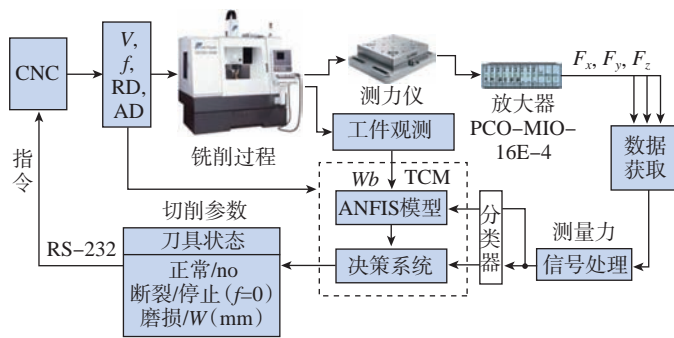 CNC
V,
f,
RD,
AD
铣削过程
测力仪
放大器
PCO-MIO-
16E-4
Fx, Fy, Fz
数据
获取
工件观测
指令
Wb
TCM
ANFIS模型
分类器
测量力
信号处理
决策系统
切削参数
刀具状态
正常/no
断裂/停止(f=0)
磨损/W(mm)
RS-232